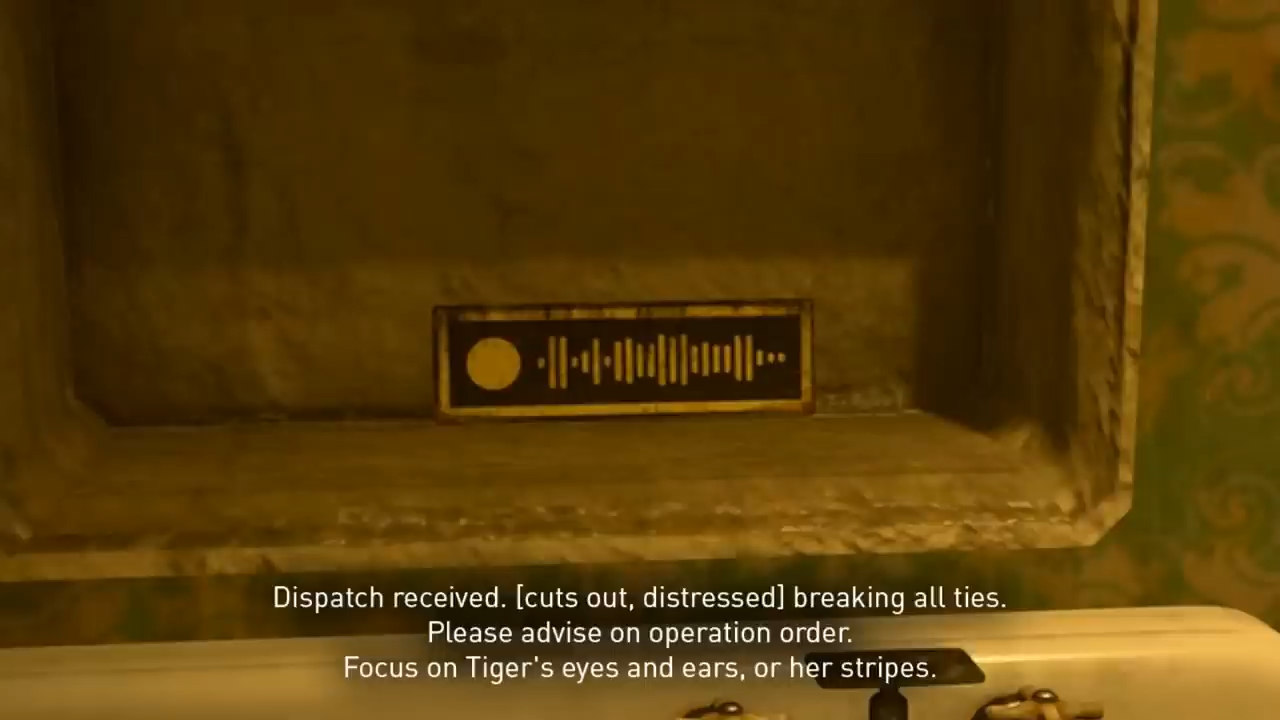 Dispatch received. [cuts out, distressed] breaking all ties.
Please advise on operation order.
Focus on Tiger's eyes and ears, or her stripes.